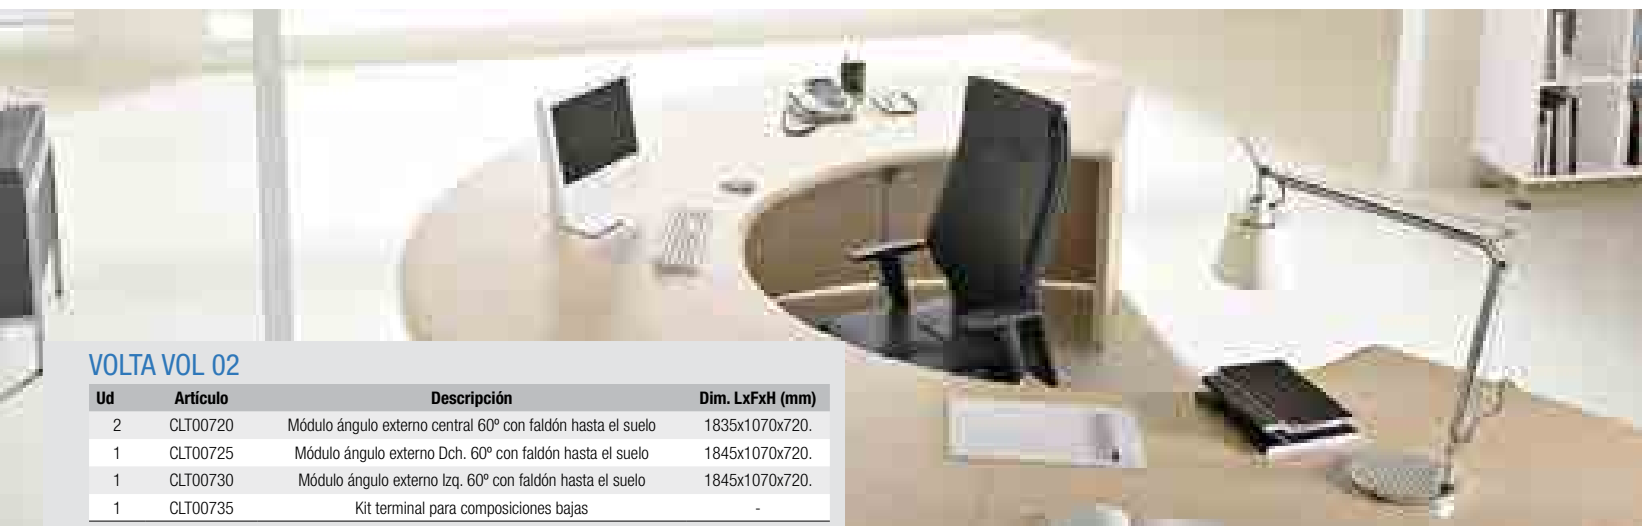 VOLTA VOL 02
Ud Artículo Descripción Dim. LxFxH (mm)
2 CLT00720 Módulo ángulo externo central 60º con faldón hasta el suelo 1835x1070x720.
1 CLT00725 Módulo ángulo externo Dch. 60º con faldón hasta el suelo 1845x1070x720.
1 CLT00730 Módulo ángulo externo Izq. 60º con faldón hasta el suelo 1845x1070x720.
1 CLT00735 Kit terminal para composiciones bajas -